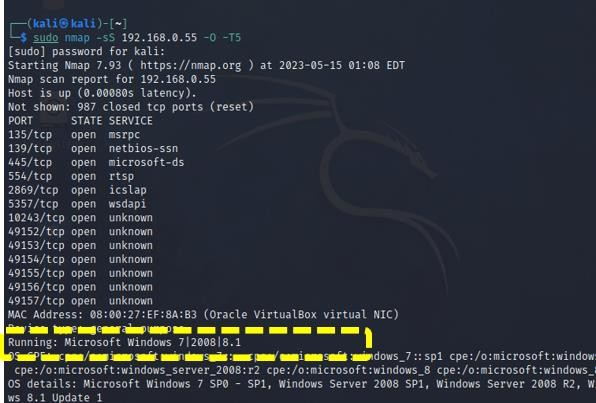 ┌──(kali㉿kali)-[~]
└─$ sudo nmap -sS 192.168.0.55 -O -T5
[sudo] password for kali:
Starting Nmap 7.93 ( https://nmap.org ) at 2023-05-15 01:08 EDT
Nmap scan report for 192.168.0.55
Host is up (0.00080s latency).
Not shown: 987 closed tcp ports (reset)
PORT      STATE SERVICE
135/tcp   open  msrpc
139/tcp   open  netbios-ssn
445/tcp   open  microsoft-ds
554/tcp   open  rtsp
2869/tcp  open  icslap
5357/tcp  open  wsdapi
10243/tcp open  unknown
49152/tcp open  unknown
49153/tcp open  unknown
49154/tcp open  unknown
49155/tcp open  unknown
49156/tcp open  unknown
49157/tcp open  unknown
MAC Address: 08:00:27:EF:8A:B3 (Oracle VirtualBox virtual NIC)
Device type: general purpose
Running: Microsoft Windows 7|2008|8.1
OS CPE: cpe:/o:microsoft:windows_7:: cpe:/o:microsoft:windows_7::sp1 cpe:/o:microsoft:windows
cpe:/o:microsoft:windows_server_2008:r2 cpe:/o:microsoft:windows_8 cpe:/o:microsoft:windows_8
OS details: Microsoft Windows 7 SP0 - SP1, Windows Server 2008 SP1, Windows Server 2008 R2, W
ws 8.1 Update 1